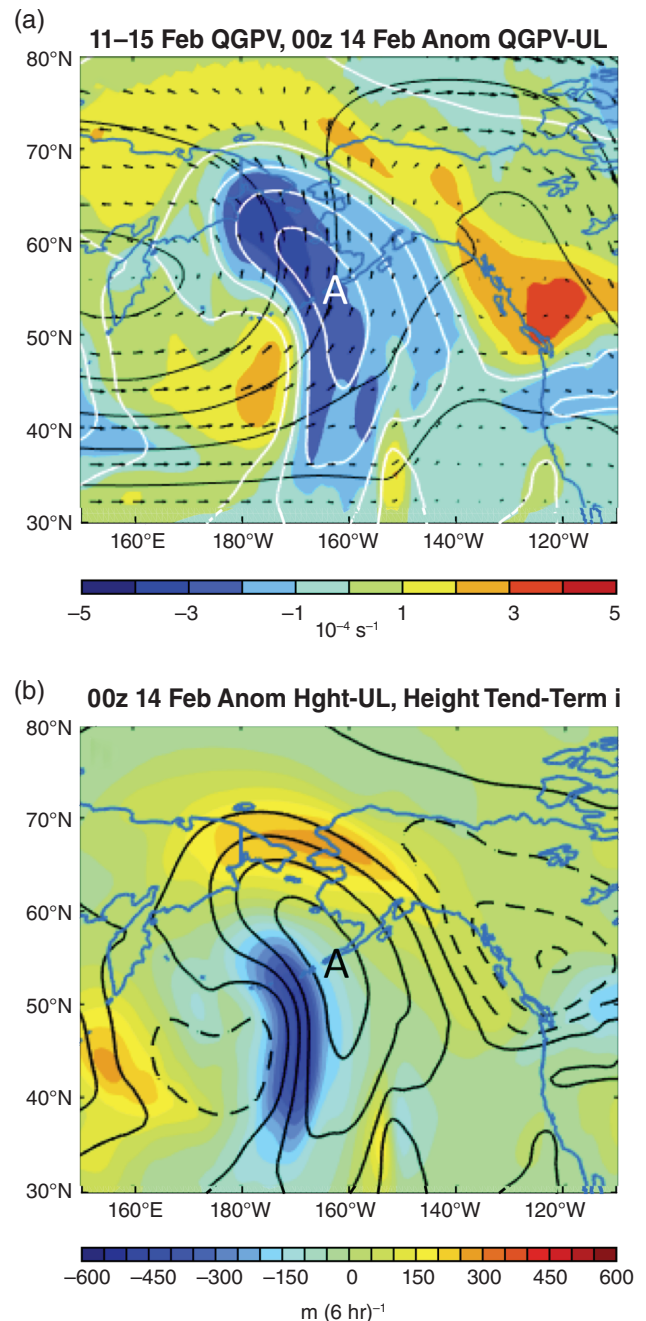 (a)
11–15 Feb QGPV, 00z 14 Feb Anom QGPV-UL
80°N
70°N
60°N
A
50°N
40°N
30°N
160°E 180°W 160°W 140°W 120°W
−5 −3 −1 1 3 5
10⁻⁴ s⁻¹
(b)
00z 14 Feb Anom Hght-UL, Height Tend-Term i
80°N
70°N
60°N
A
50°N
40°N
30°N
160°E 180°W 160°W 140°W 120°W
−600 −450 −300 −150 0 150 300 450 600
m (6 hr)⁻¹